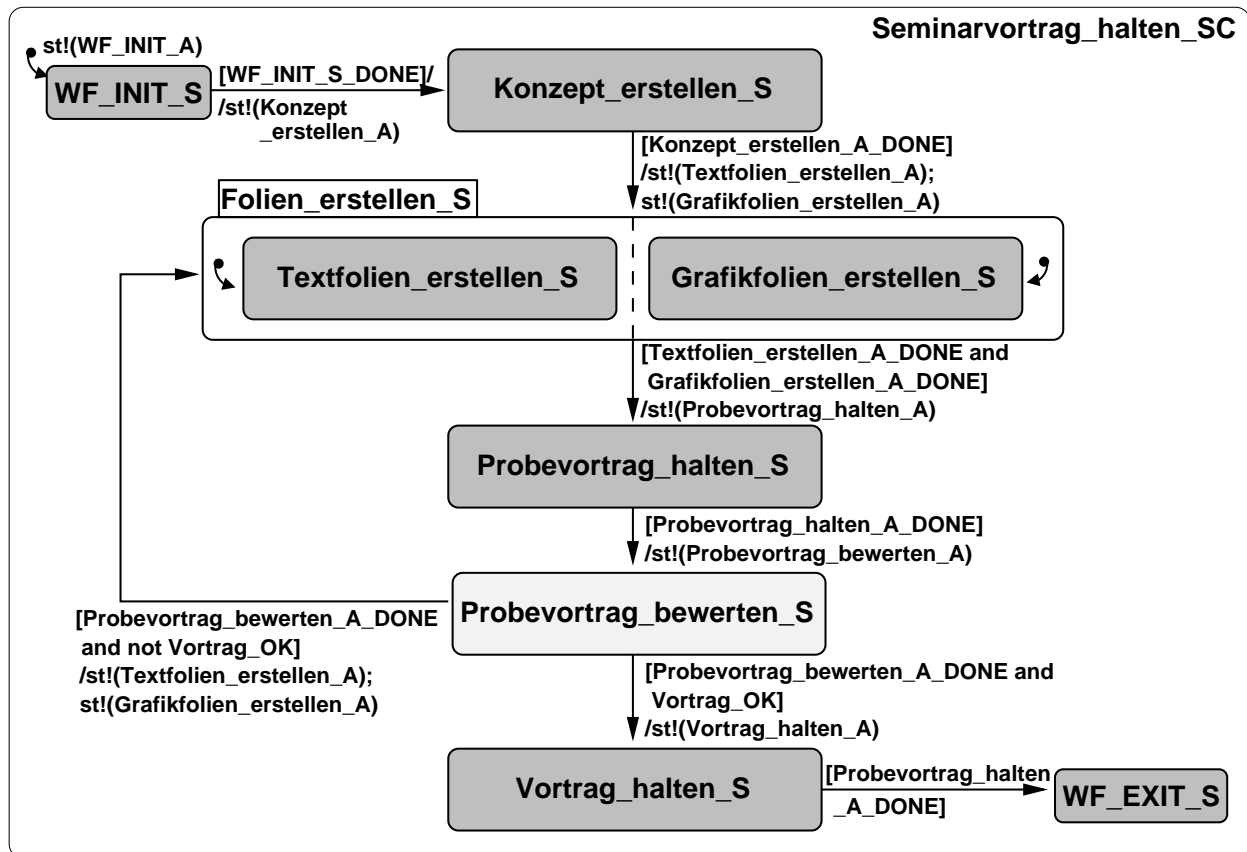 Seminarvortrag_halten_SC
st!(WF_INIT_A)
WF_INIT_S
[WF_INIT_S_DONE]/
/st!(Konzept
_erstellen_A)
Konzept_erstellen_S
[Konzept_erstellen_A_DONE]
/st!(Textfolien_erstellen_A);
st!(Grafikfolien_erstellen_A)
Folien_erstellen_S
Textfolien_erstellen_S
Grafikfolien_erstellen_S
[Textfolien_erstellen_A_DONE and
Grafikfolien_erstellen_A_DONE]
/st!(Probevortrag_halten_A)
Probevortrag_halten_S
[Probevortrag_halten_A_DONE]
/st!(Probevortrag_bewerten_A)
Probevortrag_bewerten_S
[Probevortrag_bewerten_A_DONE
and not Vortrag_OK]
/st!(Textfolien_erstellen_A);
st!(Grafikfolien_erstellen_A)
[Probevortrag_bewerten_A_DONE and
Vortrag_OK]
/st!(Vortrag_halten_A)
Vortrag_halten_S
[Probevortrag_halten
_A_DONE]
WF_EXIT_S